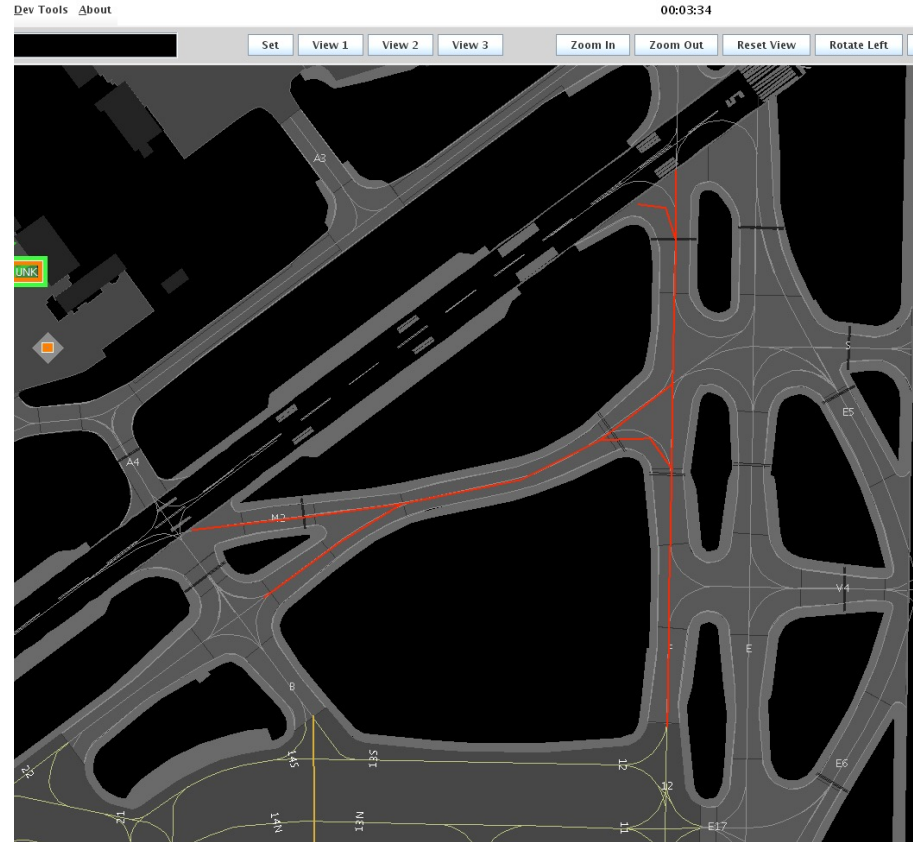 Dev Tools About
00:03:34
Set View 1 View 2 View 3 Zoom In Zoom Out Reset View Rotate Left
A3
UNK
S
E5
A4
M2
V4
F
E
B
22
14S
13S
12
E6
12
21
14N
13N
11
E17